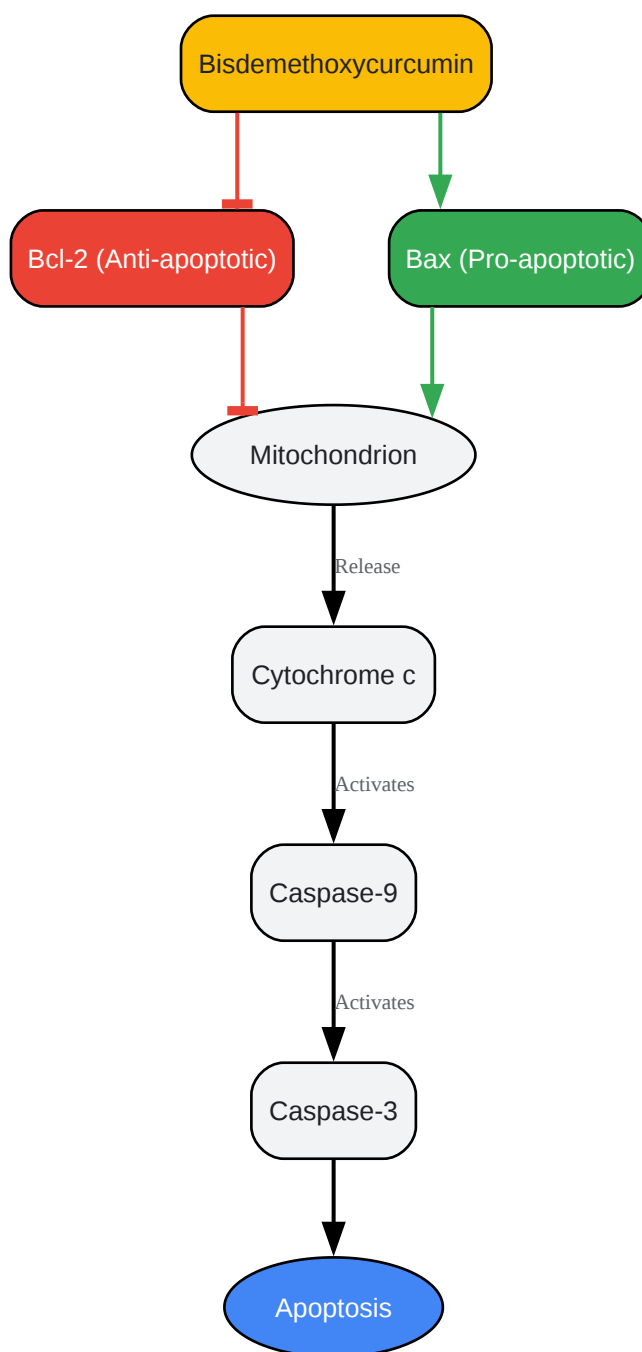 Bisdemethoxycurcumin
Bcl-2 (Anti-apoptotic)
Bax (Pro-apoptotic)
Mitochondrion
Release
Cytochrome c
Activates
Caspase-9
Activates
Caspase-3
Apoptosis